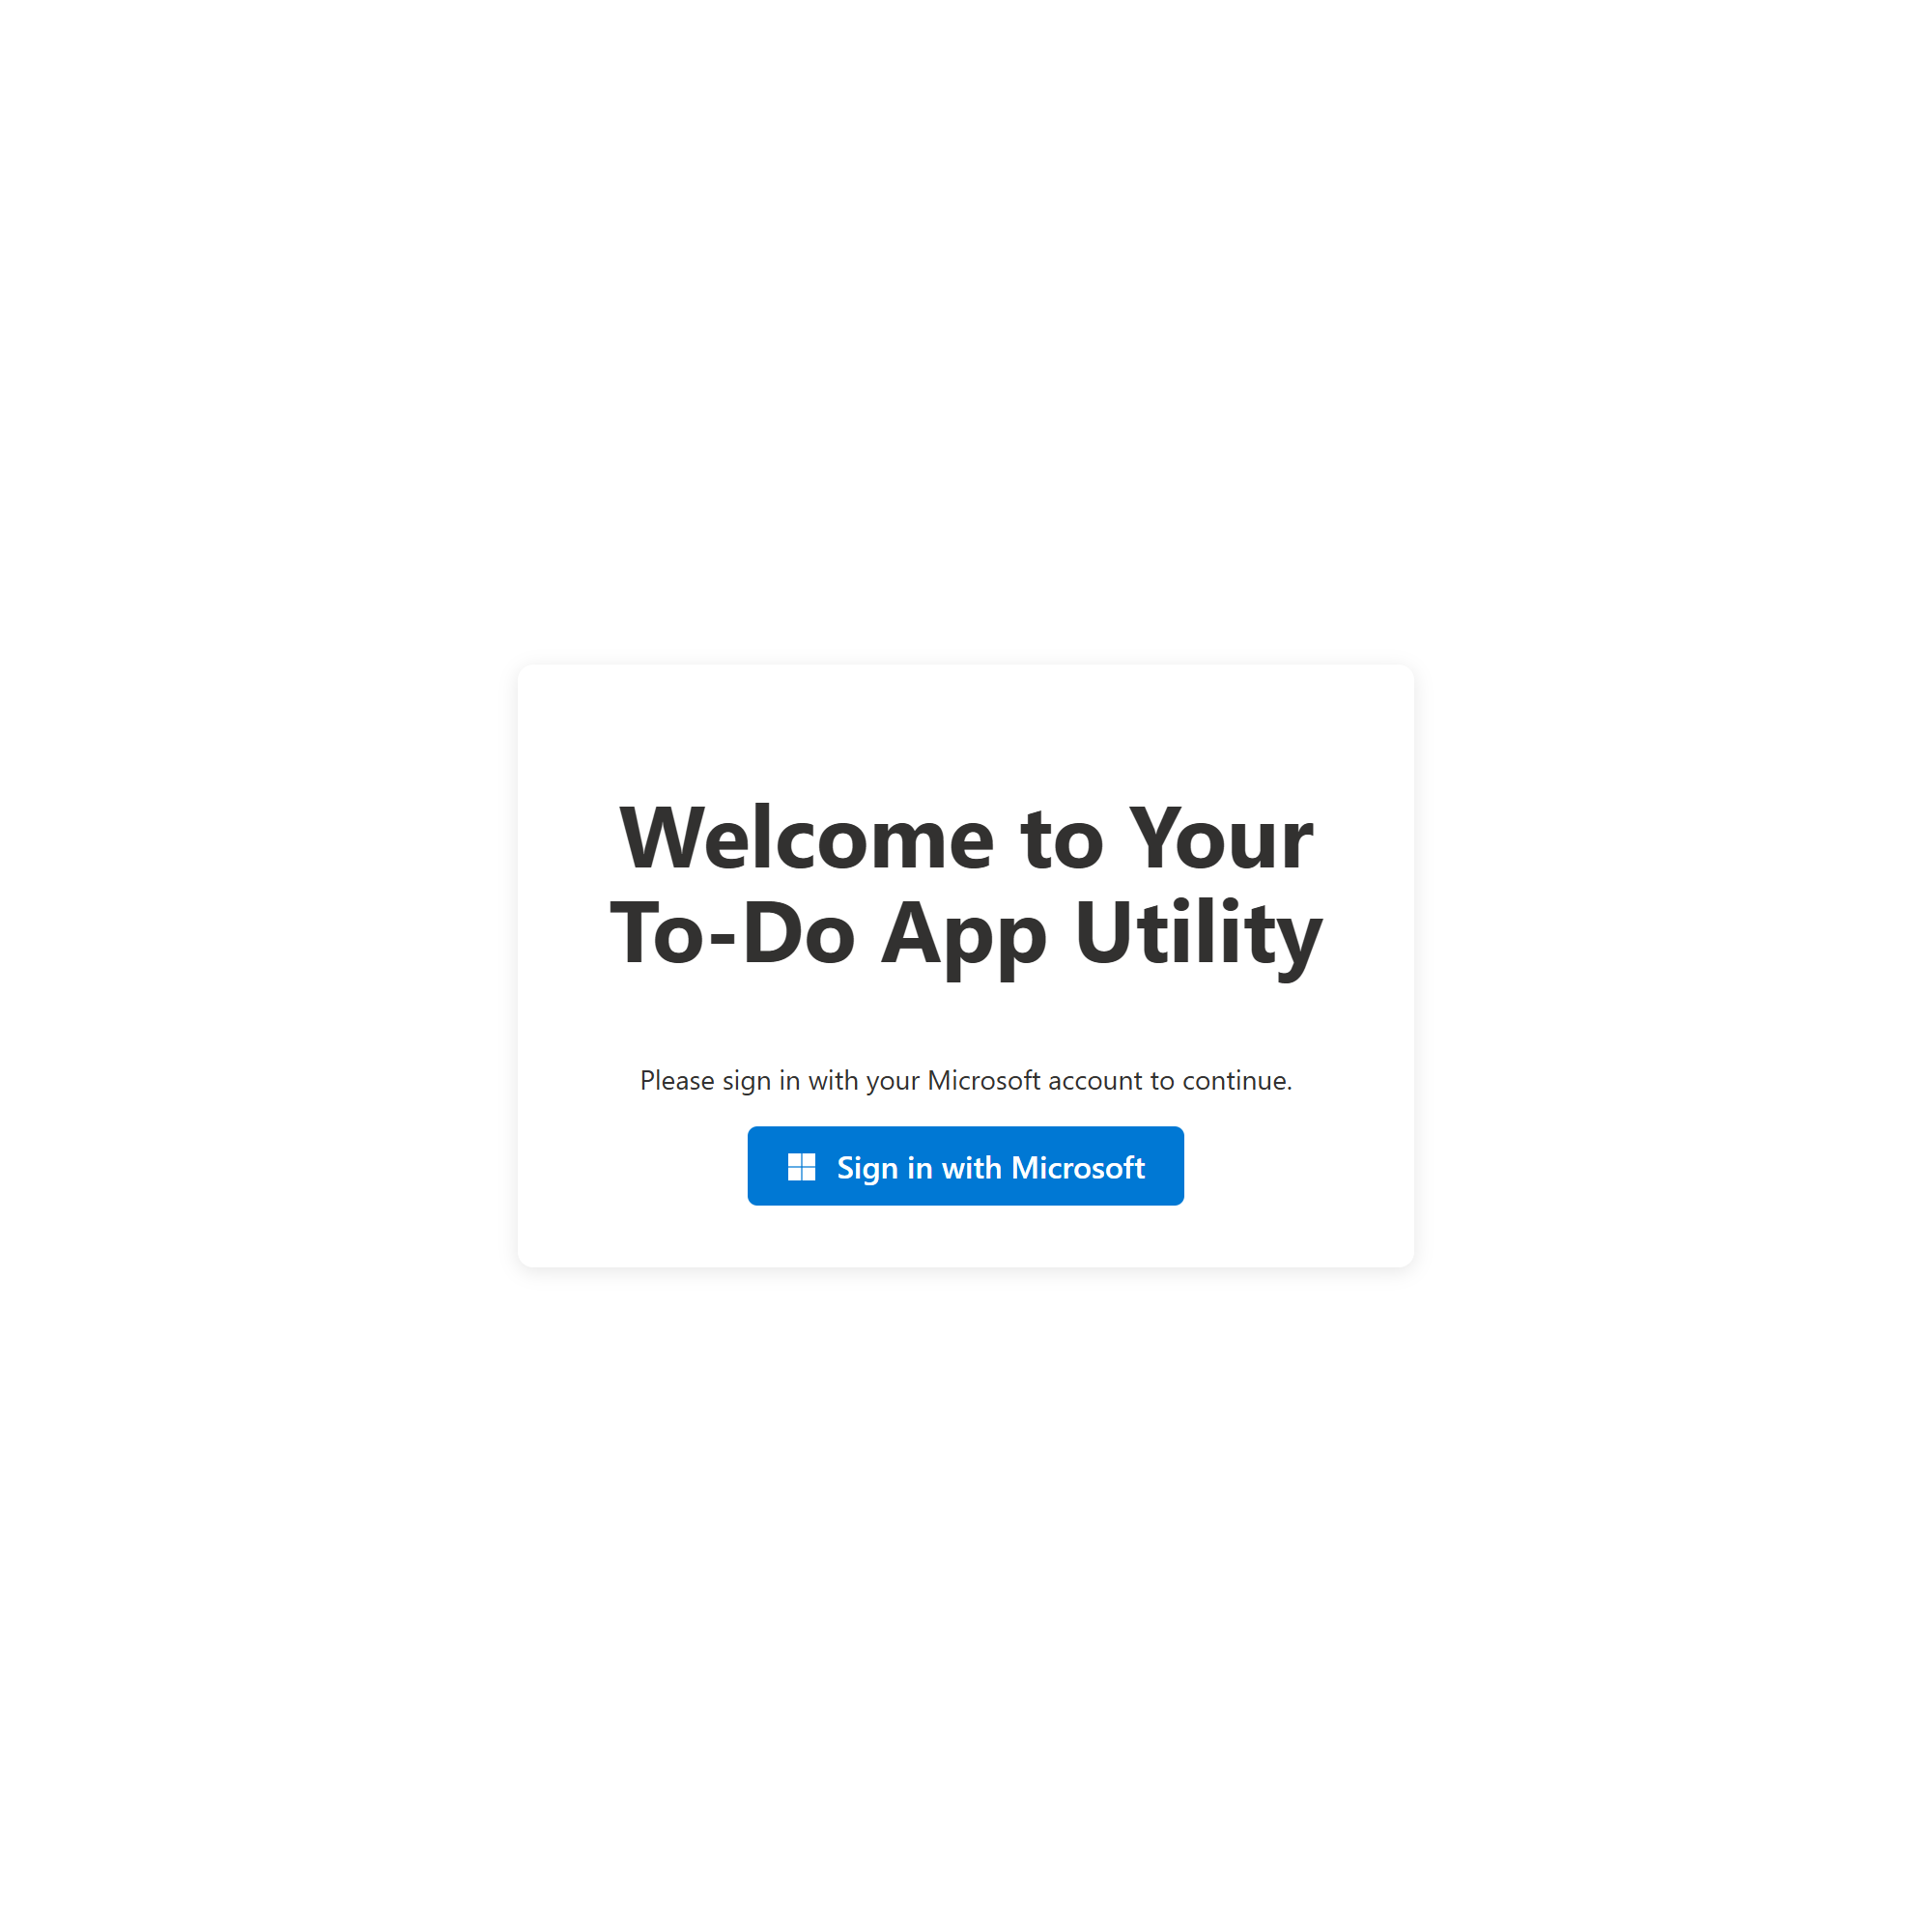 Welcome to Your
To-Do App Utility
Please sign in with your Microsoft account to continue.
Sign in with Microsoft